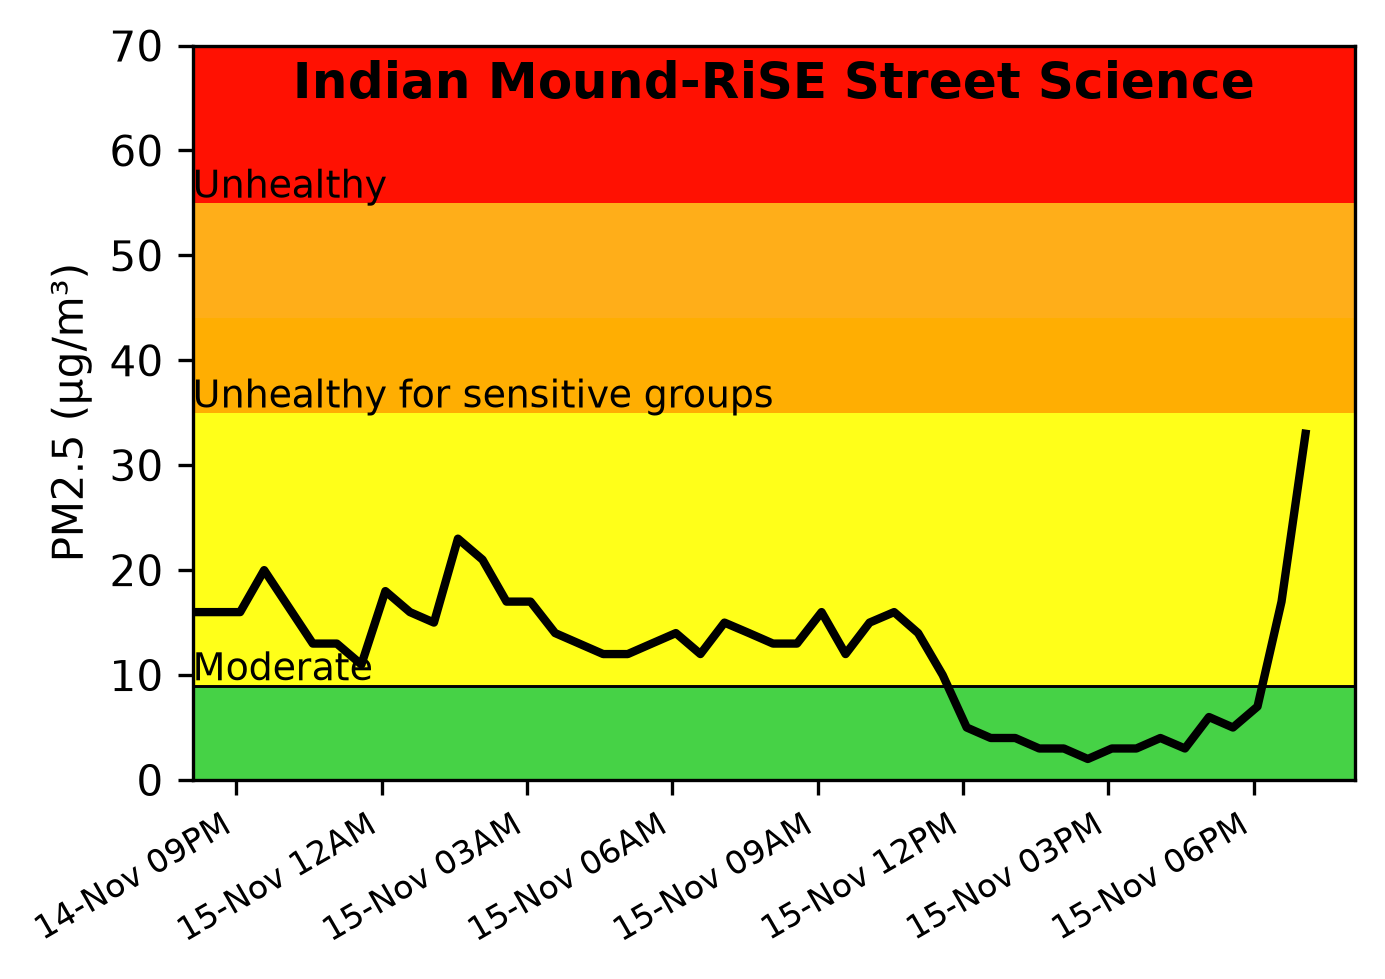 Indian Mound-RiSE Street Science
PM2.5 (µg/m³)
70
60
50
40
30
20
10
0
Unhealthy
Unhealthy for sensitive groups
Moderate
14-Nov 09PM
15-Nov 12AM
15-Nov 03AM
15-Nov 06AM
15-Nov 09AM
15-Nov 12PM
15-Nov 03PM
15-Nov 06PM